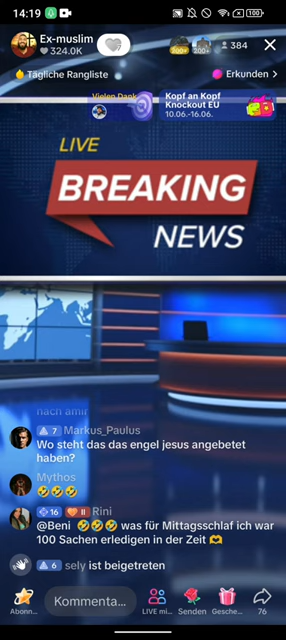 14:19
100
Ex-muslim
324.0K
200+
200+
384
Tägliche Rangliste
Erkunden >
Vielen Dank
Kopf an Kopf
Knockout EU
10.06.-16.06.
LIVE
BREAKING
NEWS
nach amir
7 Markus_Paulus
Wo steht das das engel jesus angebetet
haben?
Mythos
🤣🤣🤣
16 II Rini
@Beni 🤣🤣🤣 was für Mittagsschlaf ich war
100 Sachen erledigen in der Zeit 🫶
6 sely ist beigetreten
Abonn...
Kommenta...
LIVE mi...
Senden
Gesche...
76